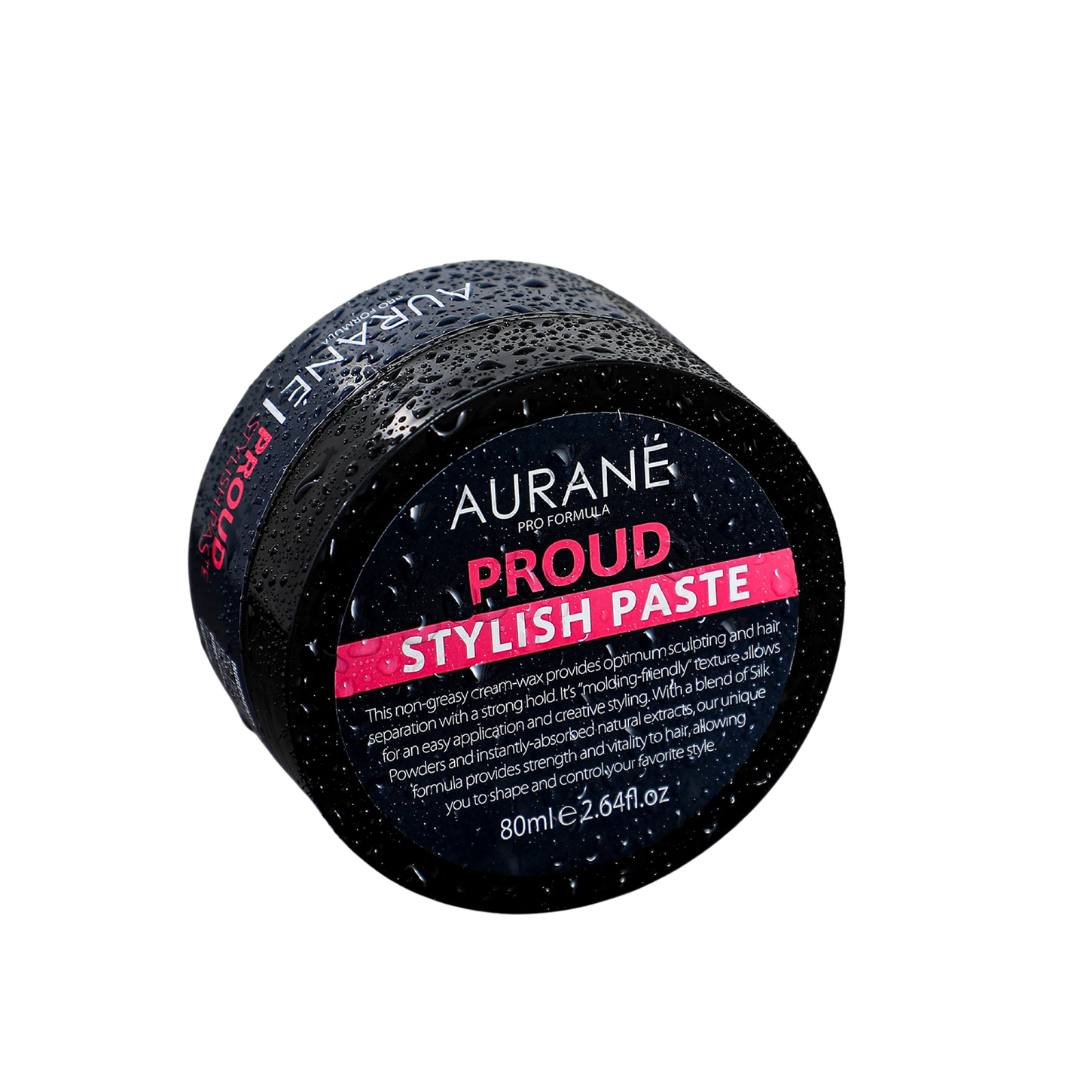 AURANÉ
PRO FORMULA
PROUD
STYLISH PASTE
This non-greasy cream-wax provides optimum sculpting and hair
separation with a strong hold. It's "molding-friendly" texture allows
for an easy application and creative styling. With a blend of Silk
Powders and instantly-absorbed natural extracts, our unique
formula provides strength and vitality to hair, allowing
you to shape and control your favorite style.
80ml ℮ 2.64fl.oz
AURANÉ | PROUD
PRO FORMULA STYLISH PASTE